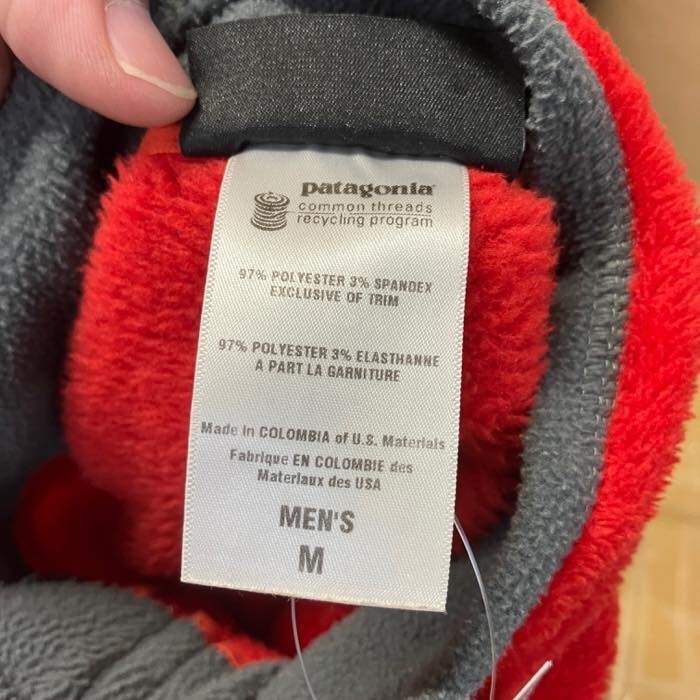 patagonia
common threads
recycling program
97% POLYESTER 3% SPANDEX
EXCLUSIVE OF TRIM
97% POLYESTER 3% ELASTHANNE
A PART LA GARNITURE
Made in COLOMBIA of U.S. Materials
Fabrique EN COLOMBIE des
Materiaux des USA
MEN'S
M